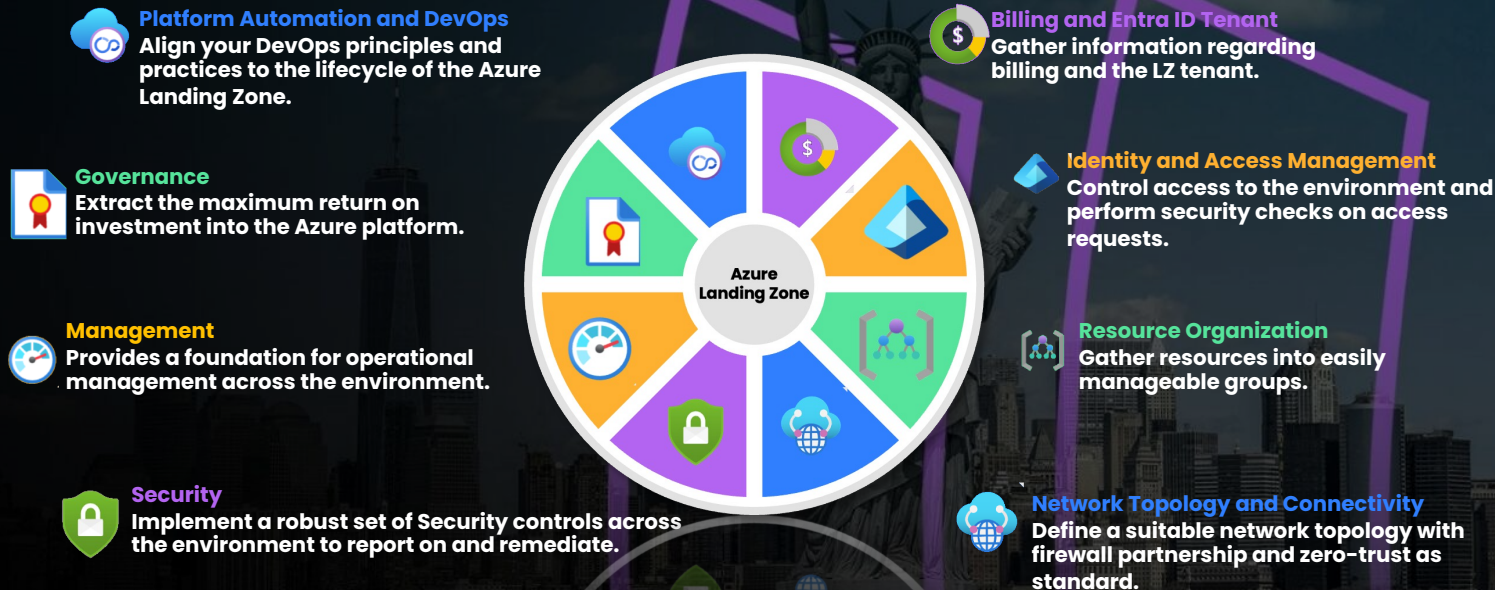 Platform Automation and DevOps
Align your DevOps principles and
practices to the lifecycle of the Azure
Landing Zone.
Governance
Extract the maximum return on
investment into the Azure platform.
Management
Provides a foundation for operational
management across the environment.
Security
Implement a robust set of Security controls across
the environment to report on and remediate.
$
Azure
Landing Zone
$
Billing and Entra ID Tenant
Gather information regarding
billing and the LZ tenant.
Identity and Access Management
Control access to the environment and
perform security checks on access
requests.
Resource Organization
Gather resources into easily
manageable groups.
Network Topology and Connectivity
Define a suitable network topology with
firewall partnership and zero-trust as
standard.